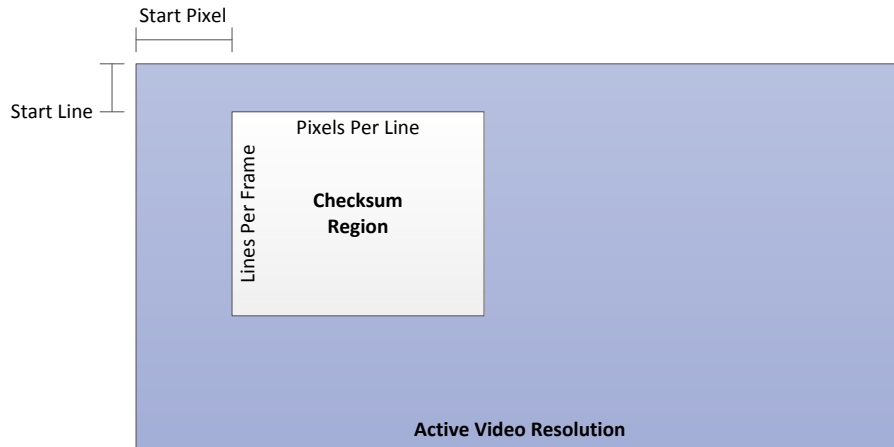 Start Pixel
Start Line
Pixels Per Line
Lines Per Frame
Checksum
Region
Active Video Resolution